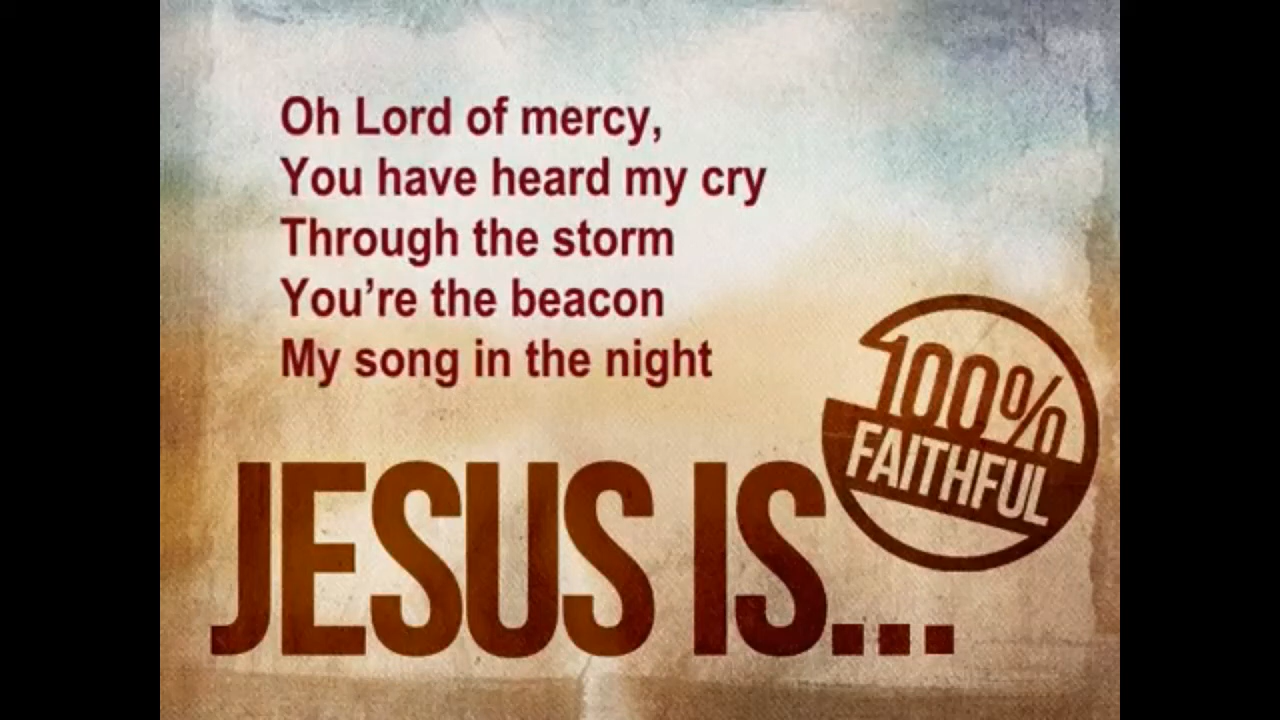 Oh Lord of mercy,
You have heard my cry
Through the storm
You’re the beacon
My song in the night
100%
FAITHFUL
JESUS IS...